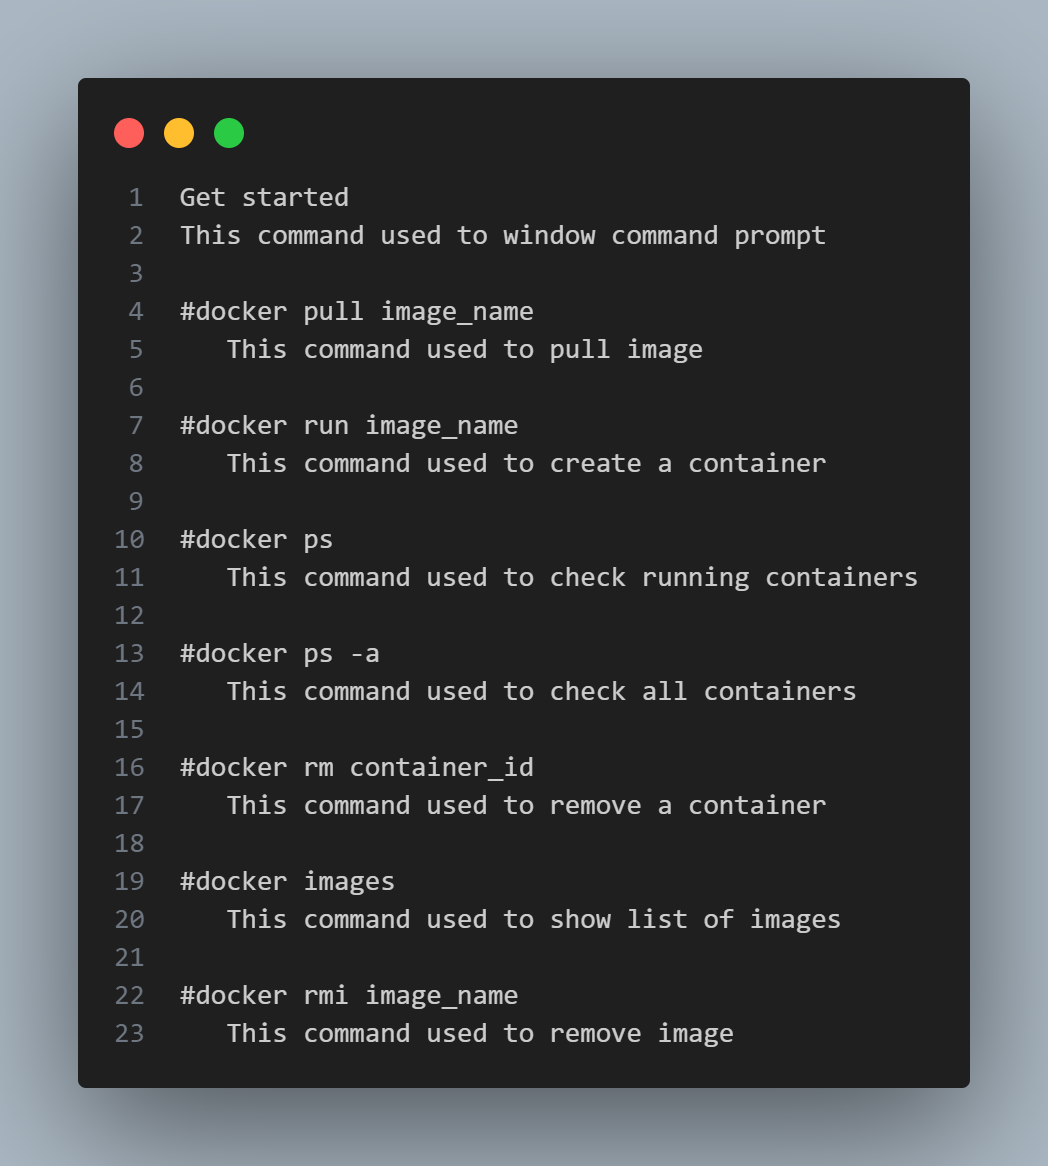 1 Get started
2 This command used to window command prompt
3
4 #docker pull image_name
5    This command used to pull image
6
7 #docker run image_name
8    This command used to create a container
9
10 #docker ps
11    This command used to check running containers
12
13 #docker ps -a
14    This command used to check all containers
15
16 #docker rm container_id
17    This command used to remove a container
18
19 #docker images
20    This command used to show list of images
21
22 #docker rmi image_name
23    This command used to remove image